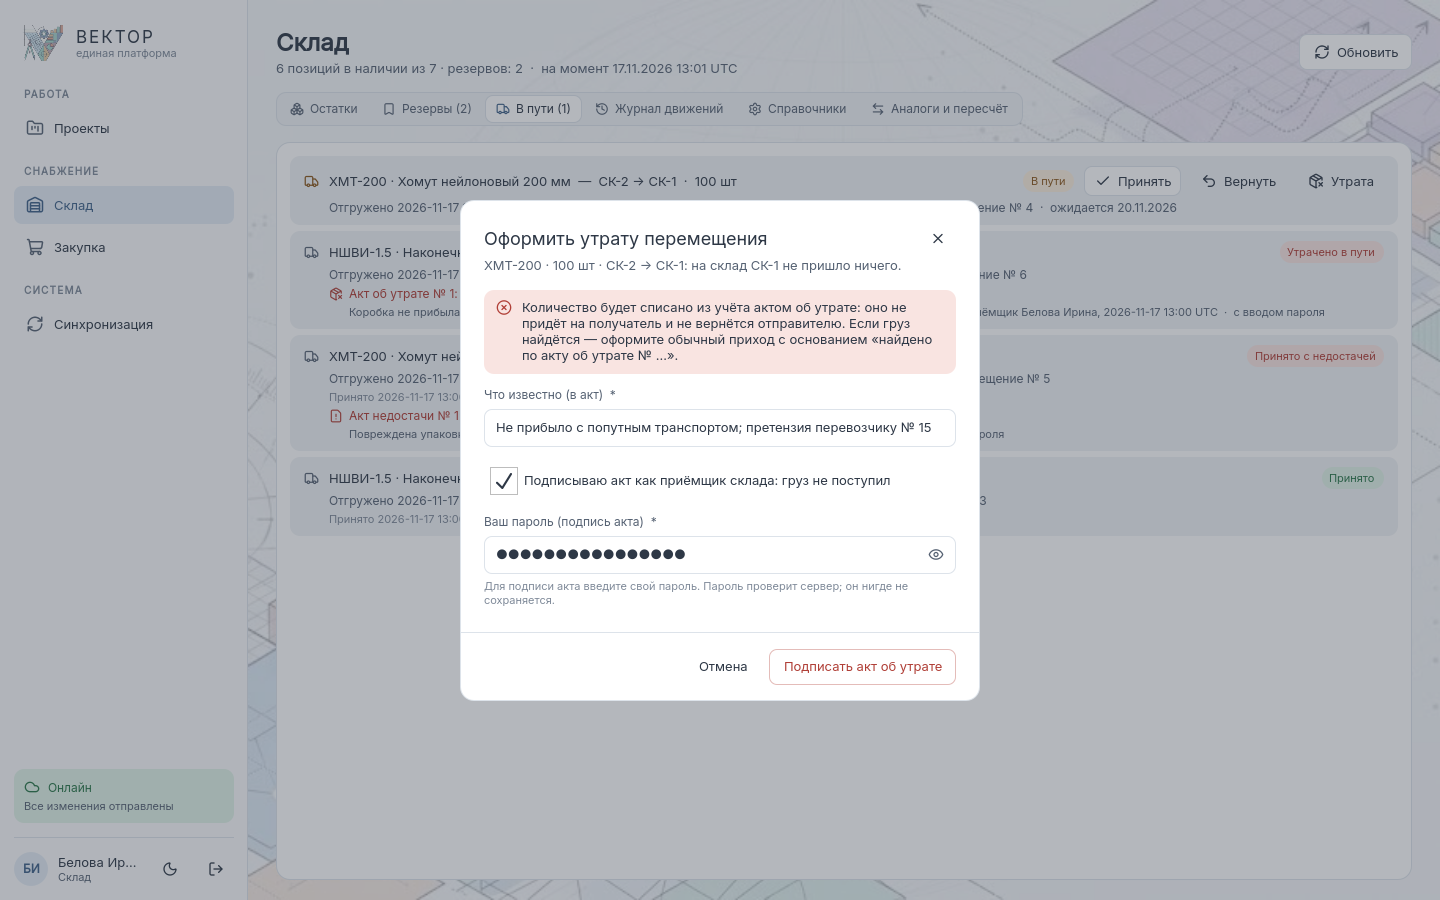 ВЕКТОР
единая платформа
РАБОТА
Проекты
СНАБЖЕНИЕ
Склад
Закупка
СИСТЕМА
Синхронизация
Онлайн
Все изменения отправлены
БИ
Белова Ир...
Склад
Склад
6 позиций в наличии из 7 · резервов: 2 · на момент 17.11.2026 13:01 UTC
Обновить
Остатки
Резервы (2)
В пути (1)
Журнал движений
Справочники
Аналоги и пересчёт
ХМТ-200 · Хомут нейлоновый 200 мм — СК-2 → СК-1 · 100 шт
В пути
Принять
Вернуть
Утрата
Отгружено 2026-11-17
ение № 4 · ожидается 20.11.2026
НШВИ-1.5 · Наконеч
Утрачено в пути
Отгружено 2026-11-17
ние № 6
Акт об утрате № 1:
Коробка не прибыла
ёмщик Белова Ирина, 2026-11-17 13:00 UTC · с вводом пароля
ХМТ-200 · Хомут ней
Принято с недостачей
Отгружено 2026-11-17
ещение № 5
Принято 2026-11-17 13:0
Акт недостачи № 1
Повреждена упаков
роля
НШВИ-1.5 · Наконеч
Принято
Отгружено 2026-11-17
3
Принято 2026-11-17 13:0
Оформить утрату перемещения
ХМТ-200 · 100 шт · СК-2 → СК-1: на склад СК-1 не пришло ничего.
Количество будет списано из учёта актом об утрате: оно не
придёт на получатель и не вернётся отправителю. Если груз
найдётся — оформите обычный приход с основанием «найдено
по акту об утрате № …».
Что известно (в акт) *
Не прибыло с попутным транспортом; претензия перевозчику № 15
Подписываю акт как приёмщик склада: груз не поступил
Ваш пароль (подпись акта) *
●●●●●●●●●●●●●●●●
Для подписи акта введите свой пароль. Пароль проверит сервер; он нигде не
сохраняется.
Отмена
Подписать акт об утрате